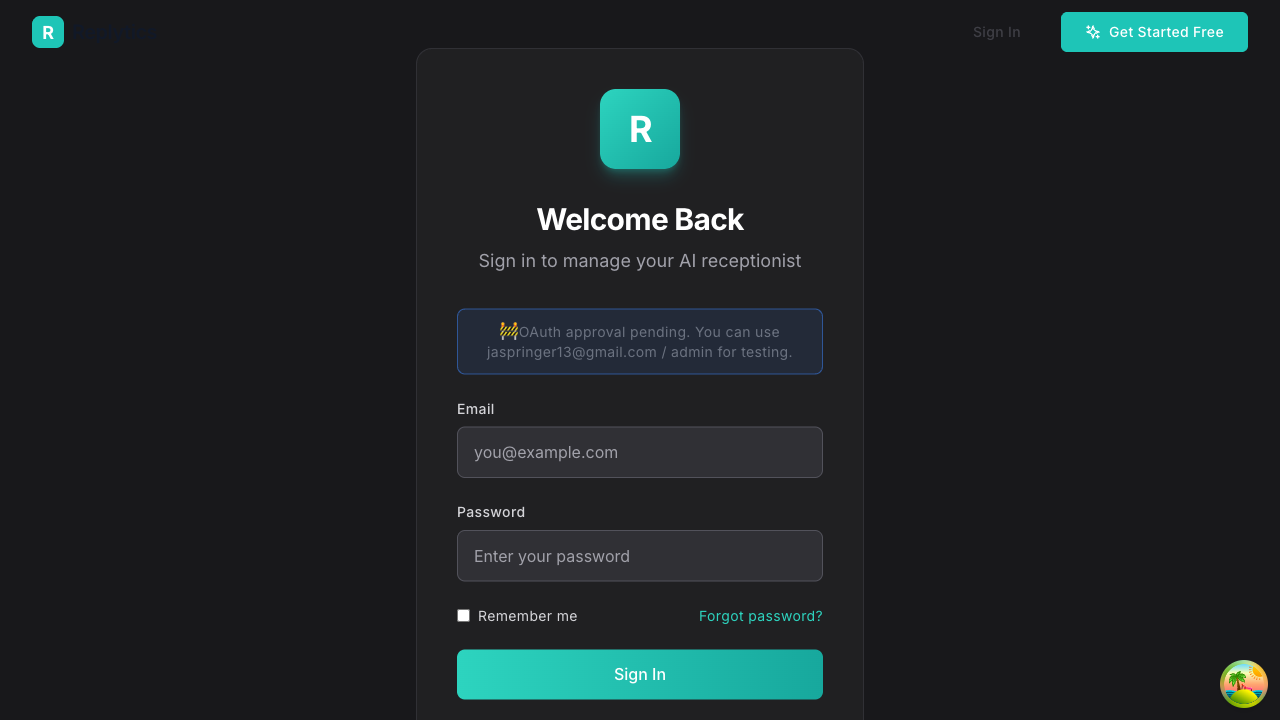 R
Sign In
Get Started Free
R
Welcome Back
Sign in to manage your AI receptionist
🚧OAuth approval pending. You can use
jaspringer13@gmail.com / admin for testing.
Email
you@example.com
Password
Enter your password
Remember me
Forgot password?
Sign In